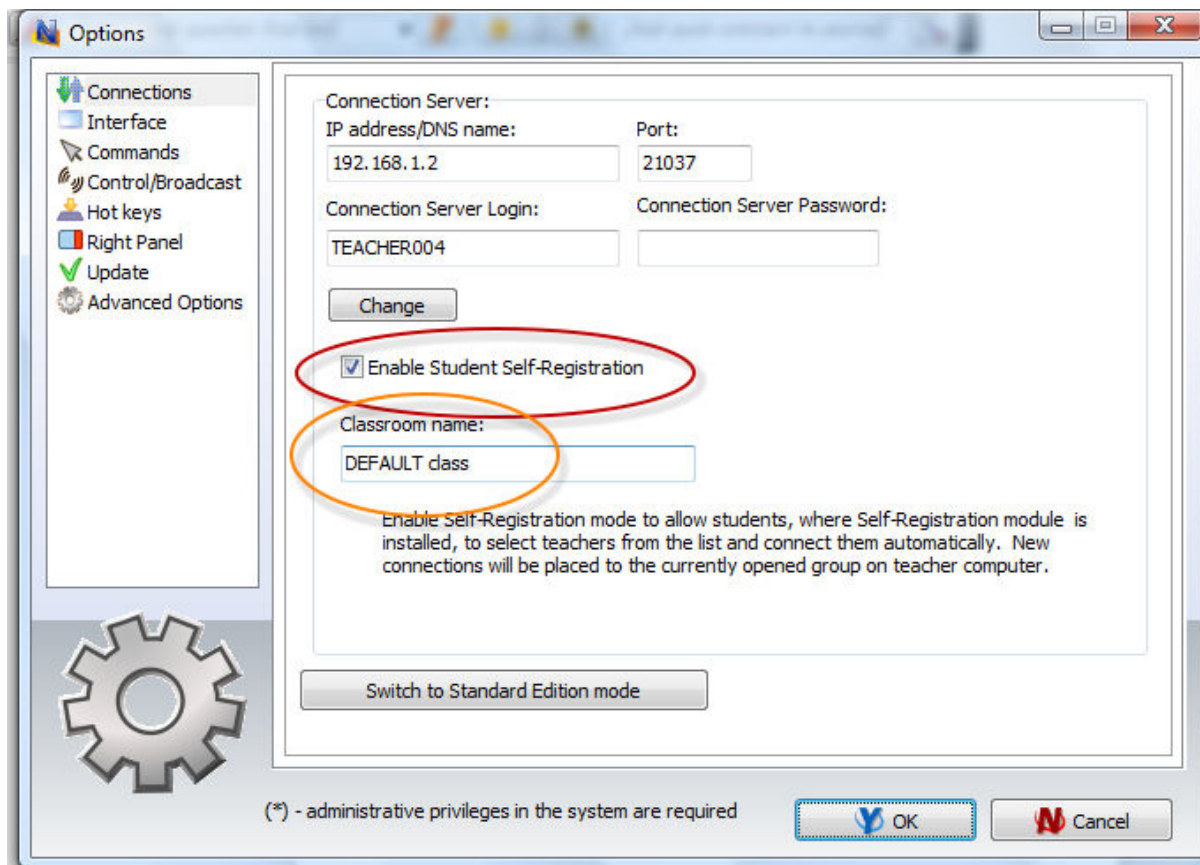 Options
Connections
Interface
Commands
Control/Broadcast
Hot keys
Right Panel
Update
Advanced Options
Connection Server:
IP address/DNS name: Port:
192.168.1.2 21037
Connection Server Login: Connection Server Password:
TEACHER004
Change
Enable Student Self-Registration
Classroom name:
DEFAULT class
Enable Self-Registration mode to allow students, where Self-Registration module is
installed, to select teachers from the list and connect them automatically. New
connections will be placed to the currently opened group on teacher computer.
Switch to Standard Edition mode
(*) - administrative privileges in the system are required
OK Cancel